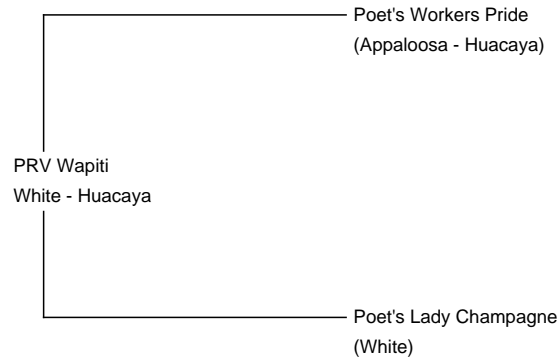 Poet's Workers Pride
(Appaloosa - Huacaya)
PRV Wapiti
White - Huacaya
Poet's Lady Champagne
(White)